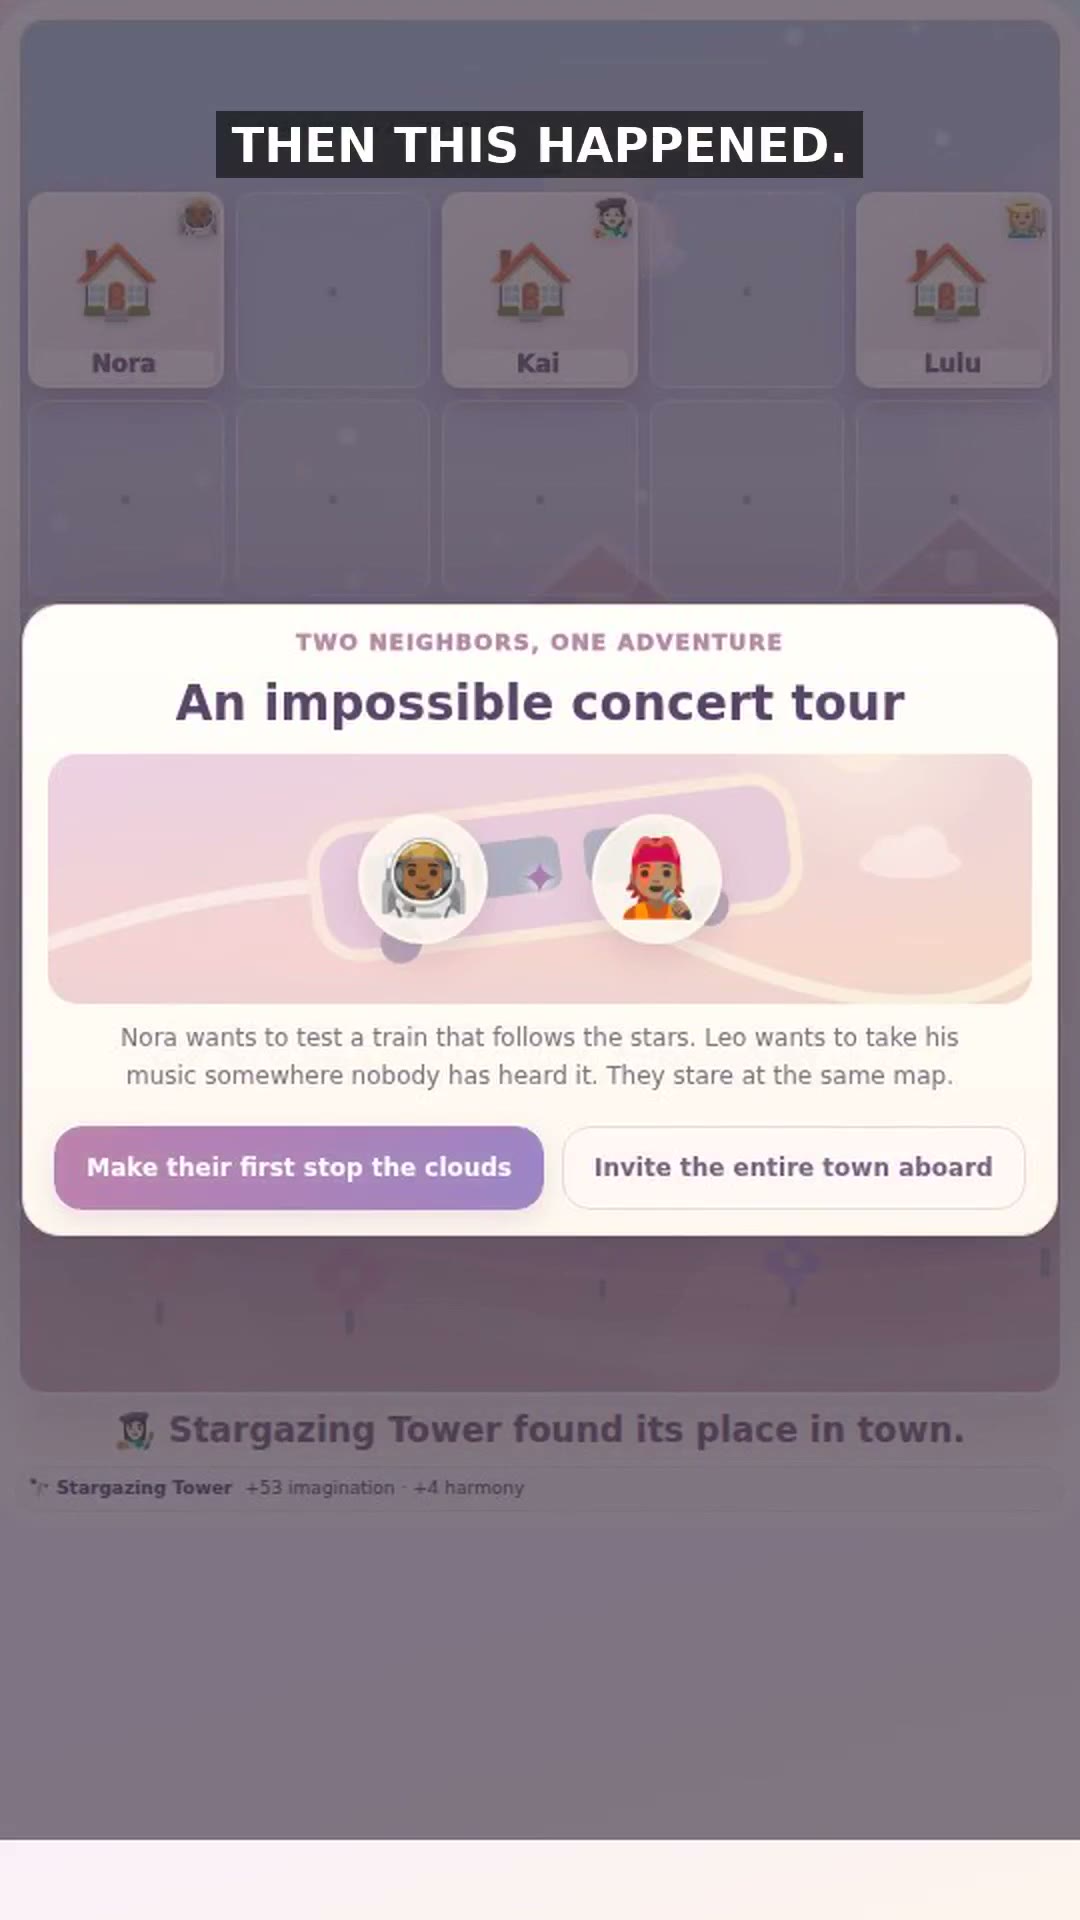 THEN THIS HAPPENED.
Nora
Kai
Lulu
TWO NEIGHBORS, ONE ADVENTURE
An impossible concert tour
Nora wants to test a train that follows the stars. Leo wants to take his
music somewhere nobody has heard it. They stare at the same map.
Make their first stop the clouds
Invite the entire town aboard
Stargazing Tower found its place in town.
Stargazing Tower +53 imagination · +4 harmony